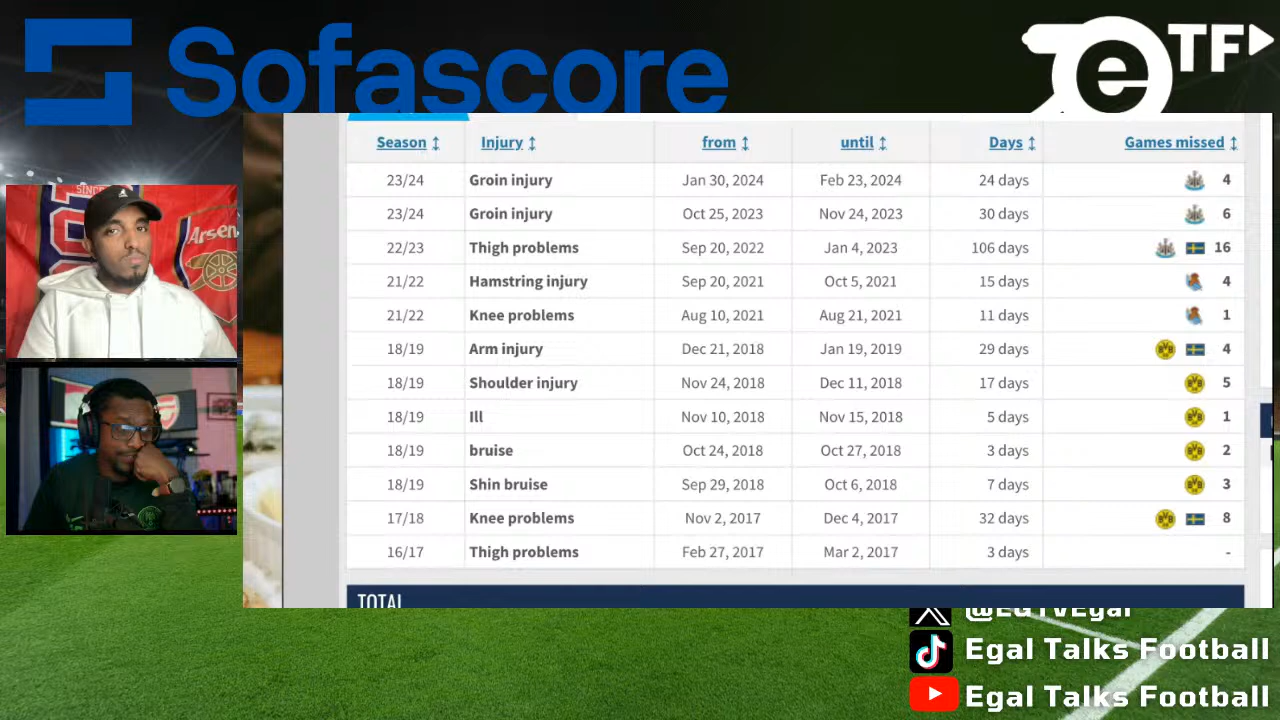 Sofascore
e TF
SINCE
Arsen
Season Injury from until Days Games missed
23/24 Groin injury Jan 30, 2024 Feb 23, 2024 24 days 4
23/24 Groin injury Oct 25, 2023 Nov 24, 2023 30 days 6
22/23 Thigh problems Sep 20, 2022 Jan 4, 2023 106 days 16
21/22 Hamstring injury Sep 20, 2021 Oct 5, 2021 15 days 4
21/22 Knee problems Aug 10, 2021 Aug 21, 2021 11 days 1
18/19 Arm injury Dec 21, 2018 Jan 19, 2019 29 days 4
18/19 Shoulder injury Nov 24, 2018 Dec 11, 2018 17 days 5
18/19 Ill Nov 10, 2018 Nov 15, 2018 5 days 1
18/19 bruise Oct 24, 2018 Oct 27, 2018 3 days 2
18/19 Shin bruise Sep 29, 2018 Oct 6, 2018 7 days 3
17/18 Knee problems Nov 2, 2017 Dec 4, 2017 32 days 8
16/17 Thigh problems Feb 27, 2017 Mar 2, 2017 3 days -
TOTAL
@EGTVEgal
Egal Talks Football
Egal Talks Football